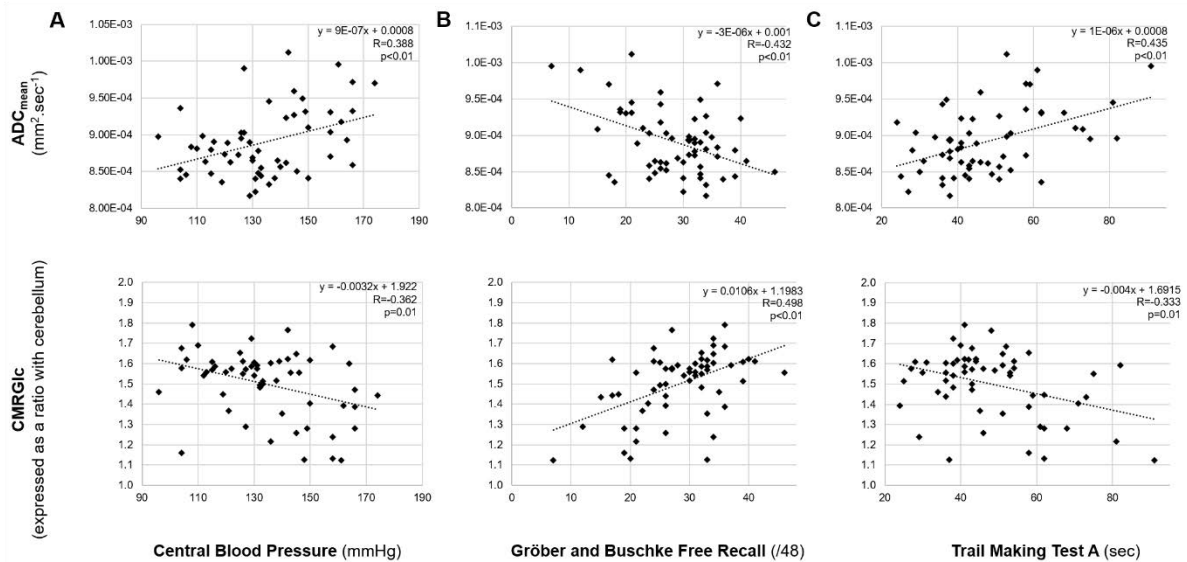 A
B
C
ADCmean
(mm².sec-¹)
1.05E-03
1.00E-03
9.50E-04
9.00E-04
8.50E-04
8.00E-04
90 110 130 150 170 190
y = 9E-07x + 0.0008
R=0.388
p<0.01
1.1E-03
1.0E-03
1.0E-03
9.5E-04
9.0E-04
8.5E-04
8.0E-04
0 10 20 30 40 50
y = -3E-06x + 0.001
R=-0.432
p<0.01
9.1E-03
1.0E-03
1.0E-03
9.5E-04
9.0E-04
8.5E-04
8.0E-04
20 40 60 80 100
y = 1E-06x + 0.0008
R=0.435
p<0.01
CMRGlc
(expressed as a ratio with cerebellum)
2.0
1.9
1.8
1.7
1.6
1.5
1.4
1.3
1.2
1.1
1.0
90 110 130 150 170 190
y = -0.0032x + 1.922
R=-0.362
p=0.01
2.0
1.9
1.8
1.7
1.6
1.5
1.4
1.3
1.2
1.1
1.0
0 10 20 30 40 50
y = 0.0106x + 1.1983
R=0.498
p<0.01
2.0
1.9
1.8
1.7
1.6
1.5
1.4
1.3
1.2
1.1
1.0
20 40 60 80 100
y = -0.004x + 1.6915
R=-0.333
p=0.01
Central Blood Pressure (mmHg)
Gröber and Buschke Free Recall (/48)
Trail Making Test A (sec)